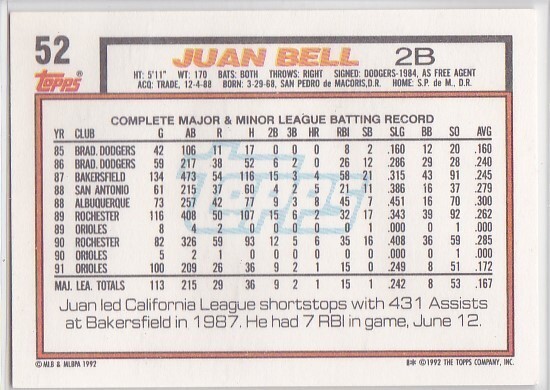 52 JUAN BELL 2B
Topps HT: 5'11" WT: 170 BATS: BOTH THROWS: RIGHT SIGNED: DODGERS-1984, AS FREE AGENT
ACQ: TRADE, 12-4-88 BORN: 3-29-68, SAN PEDRO de MACORIS,D.R. HOME: S.P. de M., D.R.
COMPLETE MAJOR & MINOR LEAGUE BATTING RECORD
YR CLUB G AB R H 2B 3B HR RBI SB SLG BB SO AVG
85 BRAD. DODGERS 42 106 11 17 0 0 0 8 2 .160 12 20 .160
86 BRAD. DODGERS 59 217 38 52 6 2 0 26 12 .286 29 28 .240
87 BAKERSFIELD 134 473 54 116 15 3 4 58 21 .315 43 91 .245
88 SAN ANTONIO 61 215 37 60 4 2 5 21 11 .386 16 37 .279
88 ALBUQUERQUE 73 257 42 77 9 3 8 45 7 .451 16 70 .300
89 ROCHESTER 116 408 50 107 15 6 2 32 17 .343 39 92 .262
89 ORIOLES 8 4 2 0 0 0 0 0 1 .000 0 1 .000
90 ROCHESTER 82 326 59 93 12 5 6 35 16 .408 36 59 .285
90 ORIOLES 5 2 1 0 0 0 0 0 0 .000 0 1 .000
91 ORIOLES 100 209 26 36 9 2 1 15 0 .249 8 51 .172
MAJ. LEA. TOTALS 113 215 29 36 9 2 1 15 1 .242 8 53 .167
Juan led California League shortstops with 431 Assists
at Bakersfield in 1987. He had 7 RBI in game, June 12.
©MLB & MLBPA 1992 B* ©1992 THE TOPPS COMPANY, INC.